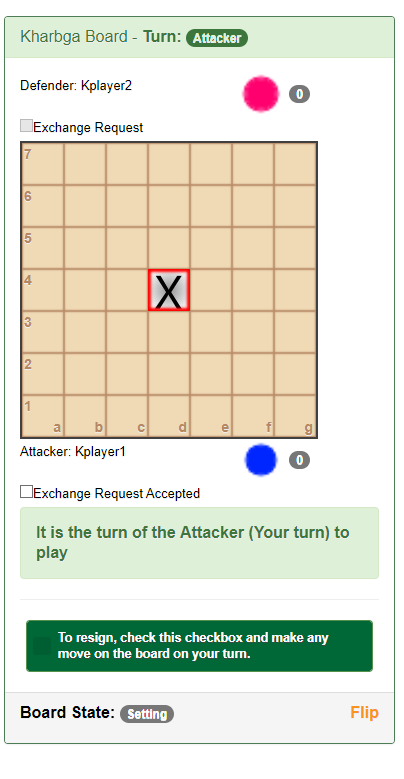 Kharbga Board - Turn: Attacker
Defender: Kplayer2
0
Exchange Request
7
6
5
4
X
3
2
1
a b c d e f g
Attacker: Kplayer1
0
Exchange Request Accepted
It is the turn of the Attacker (Your turn) to
play
To resign, check this checkbox and make any
move on the board on your turn.
Board State: Setting
Flip